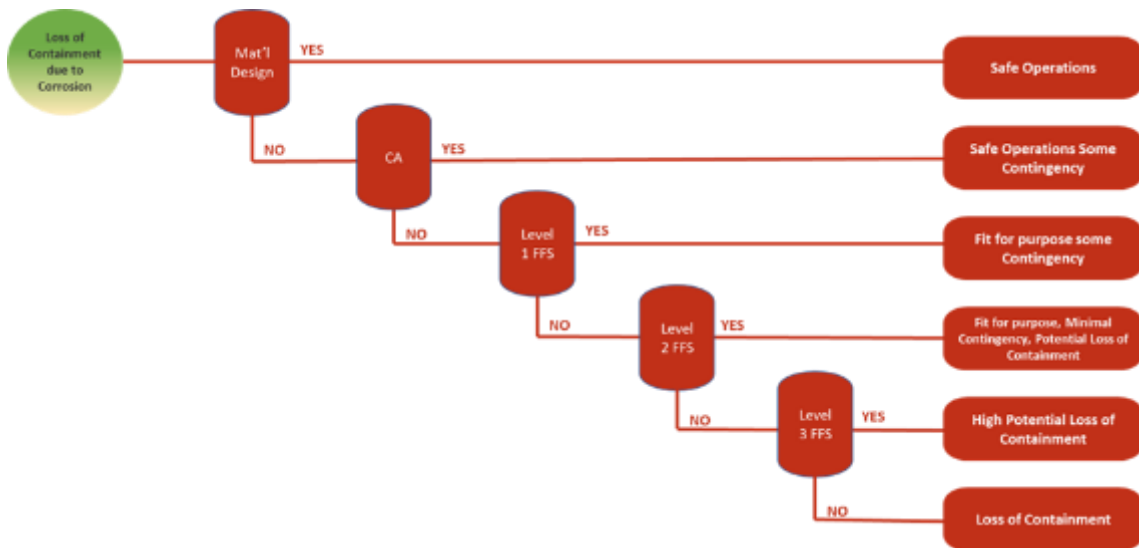 Loss of
Containment
due to
Corrosion
Mat'l
Design
YES
Safe Operations
NO
CA
YES
Safe Operations Some
Contingency
NO
Level
1 FFS
YES
Fit for purpose some
Contingency
NO
Level
2 FFS
YES
Fit for purpose, Minimal
Contingency, Potential Loss of
Containment
NO
Level
3 FFS
YES
High Potential Loss of
Containment
NO
Loss of Containment